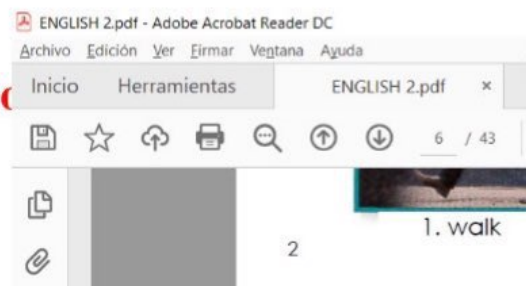 ENGLISH 2.pdf - Adobe Acrobat Reader DC
Archivo Edición Ver Firmar Ventana Ayuda
Inicio Herramientas ENGLISH 2.pdf ×
6 / 43
1. walk
2